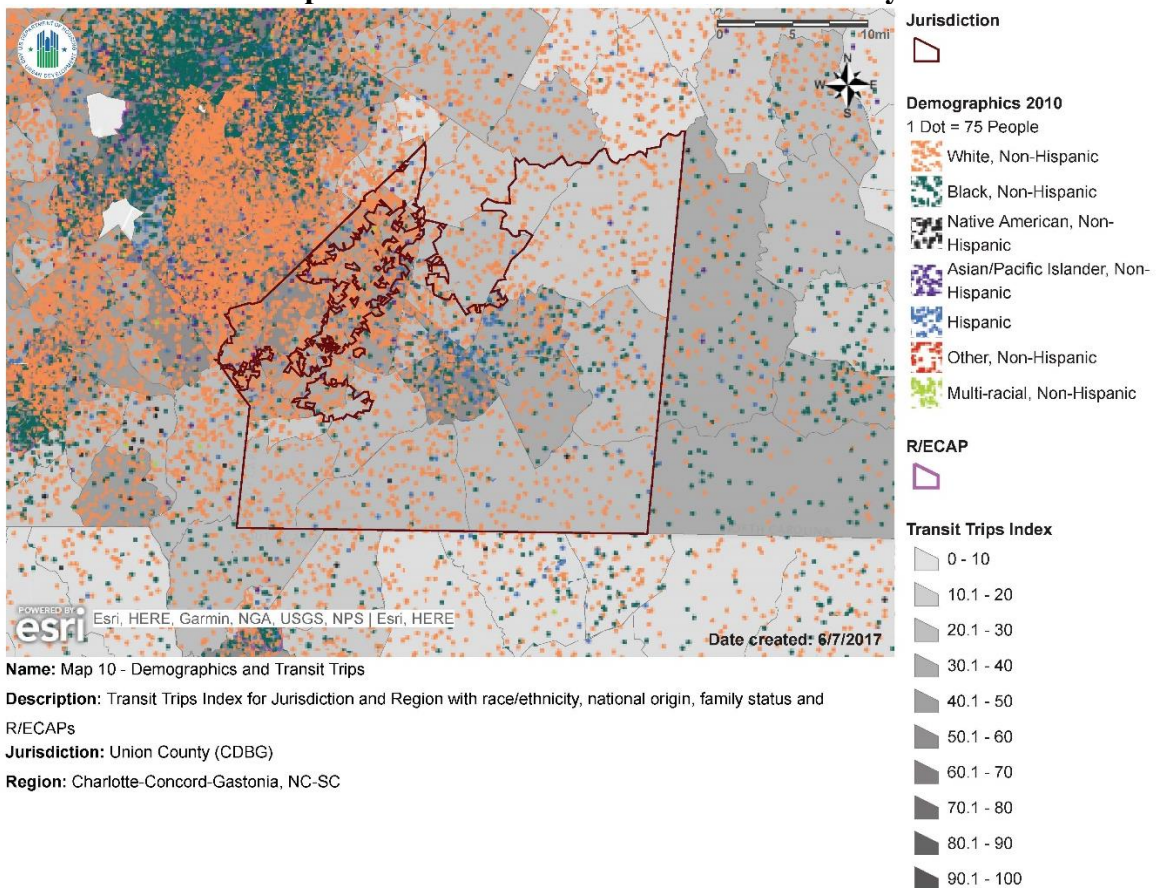 Jurisdiction
0 5 10mi
N
W E
S
Demographics 2010
1 Dot = 75 People
White, Non-Hispanic
Black, Non-Hispanic
Native American, Non-
Hispanic
Asian/Pacific Islander, Non-
Hispanic
Hispanic
Other, Non-Hispanic
Multi-racial, Non-Hispanic
R/ECAP
Transit Trips Index
0 - 10
10.1 - 20
20.1 - 30
30.1 - 40
40.1 - 50
50.1 - 60
60.1 - 70
70.1 - 80
80.1 - 90
90.1 - 100
POWERED BY
esri
Esri, HERE, Garmin, NGA, USGS, NPS | Esri, HERE
Date created: 6/7/2017
Name: Map 10 - Demographics and Transit Trips
Description: Transit Trips Index for Jurisdiction and Region with race/ethnicity, national origin, family status and
R/ECAPs
Jurisdiction: Union County (CDBG)
Region: Charlotte-Concord-Gastonia, NC-SC